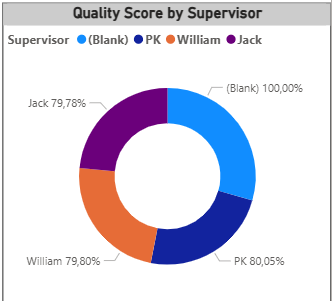 Quality Score by Supervisor
Supervisor (Blank) PK William Jack
(Blank) 100,00%
Jack 79,78%
William 79,80%
PK 80,05%